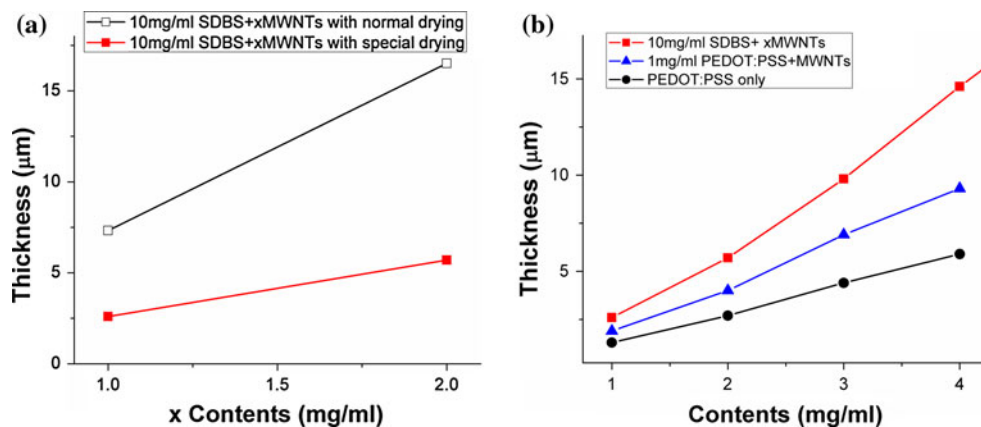 (a)
10mg/ml SDBS+xMWNTs with normal drying
10mg/ml SDBS+xMWNTs with special drying
15
10
5
0
Thickness (μm)
1.0
1.5
2.0
x Contents (mg/ml)
(b)
10mg/ml SDBS+ xMWNTs
1mg/ml PEDOT:PSS+MWNTs
PEDOT:PSS only
15
10
5
Thickness (μm)
1
2
3
4
Contents (mg/ml)